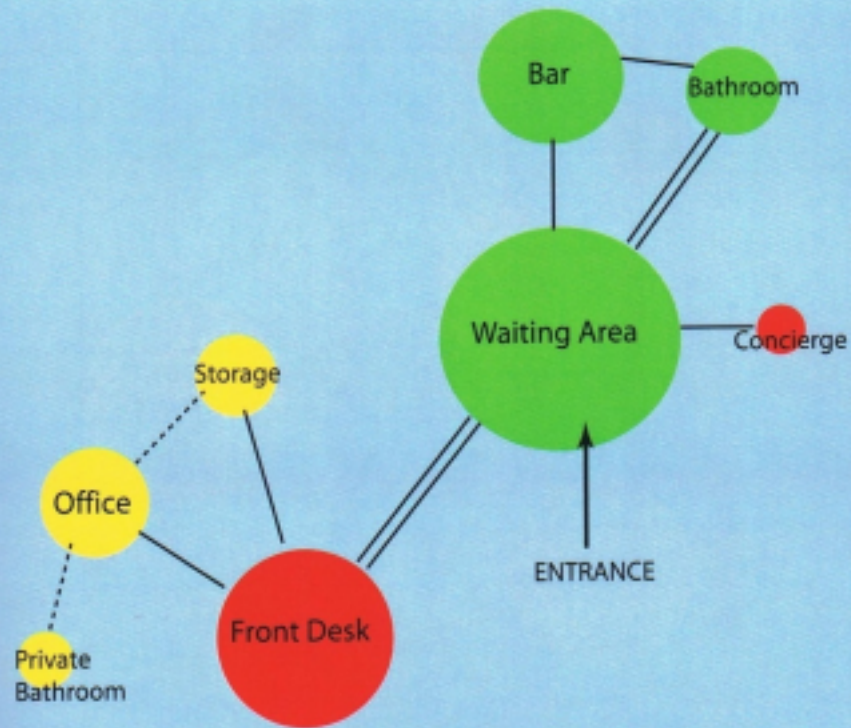 Bar
Bathroom
Waiting Area
Concierge
Storage
Office
ENTRANCE
Front Desk
Private
Bathroom